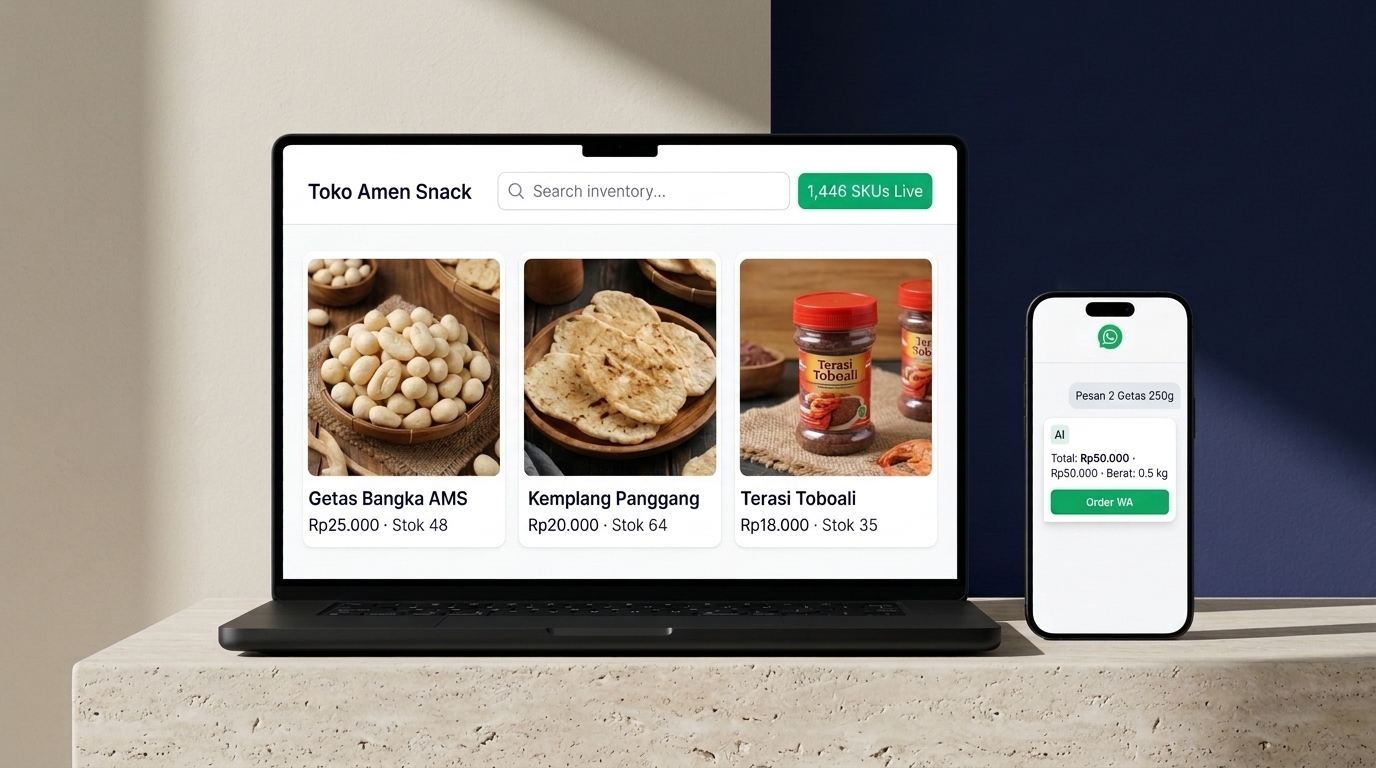 Toko Amen Snack
Search inventory...
1,446 SKUs Live
Terasi
Toboali
Getas Bangka AMS
Rp25.000 · Stok 48
Kemplang Panggang
Rp20.000 · Stok 64
Terasi Toboali
Rp18.000 · Stok 35
Pesan 2 Getas 250g
AI
Total: Rp50.000 ·
Rp50.000 · Berat: 0.5 kg
Order WA